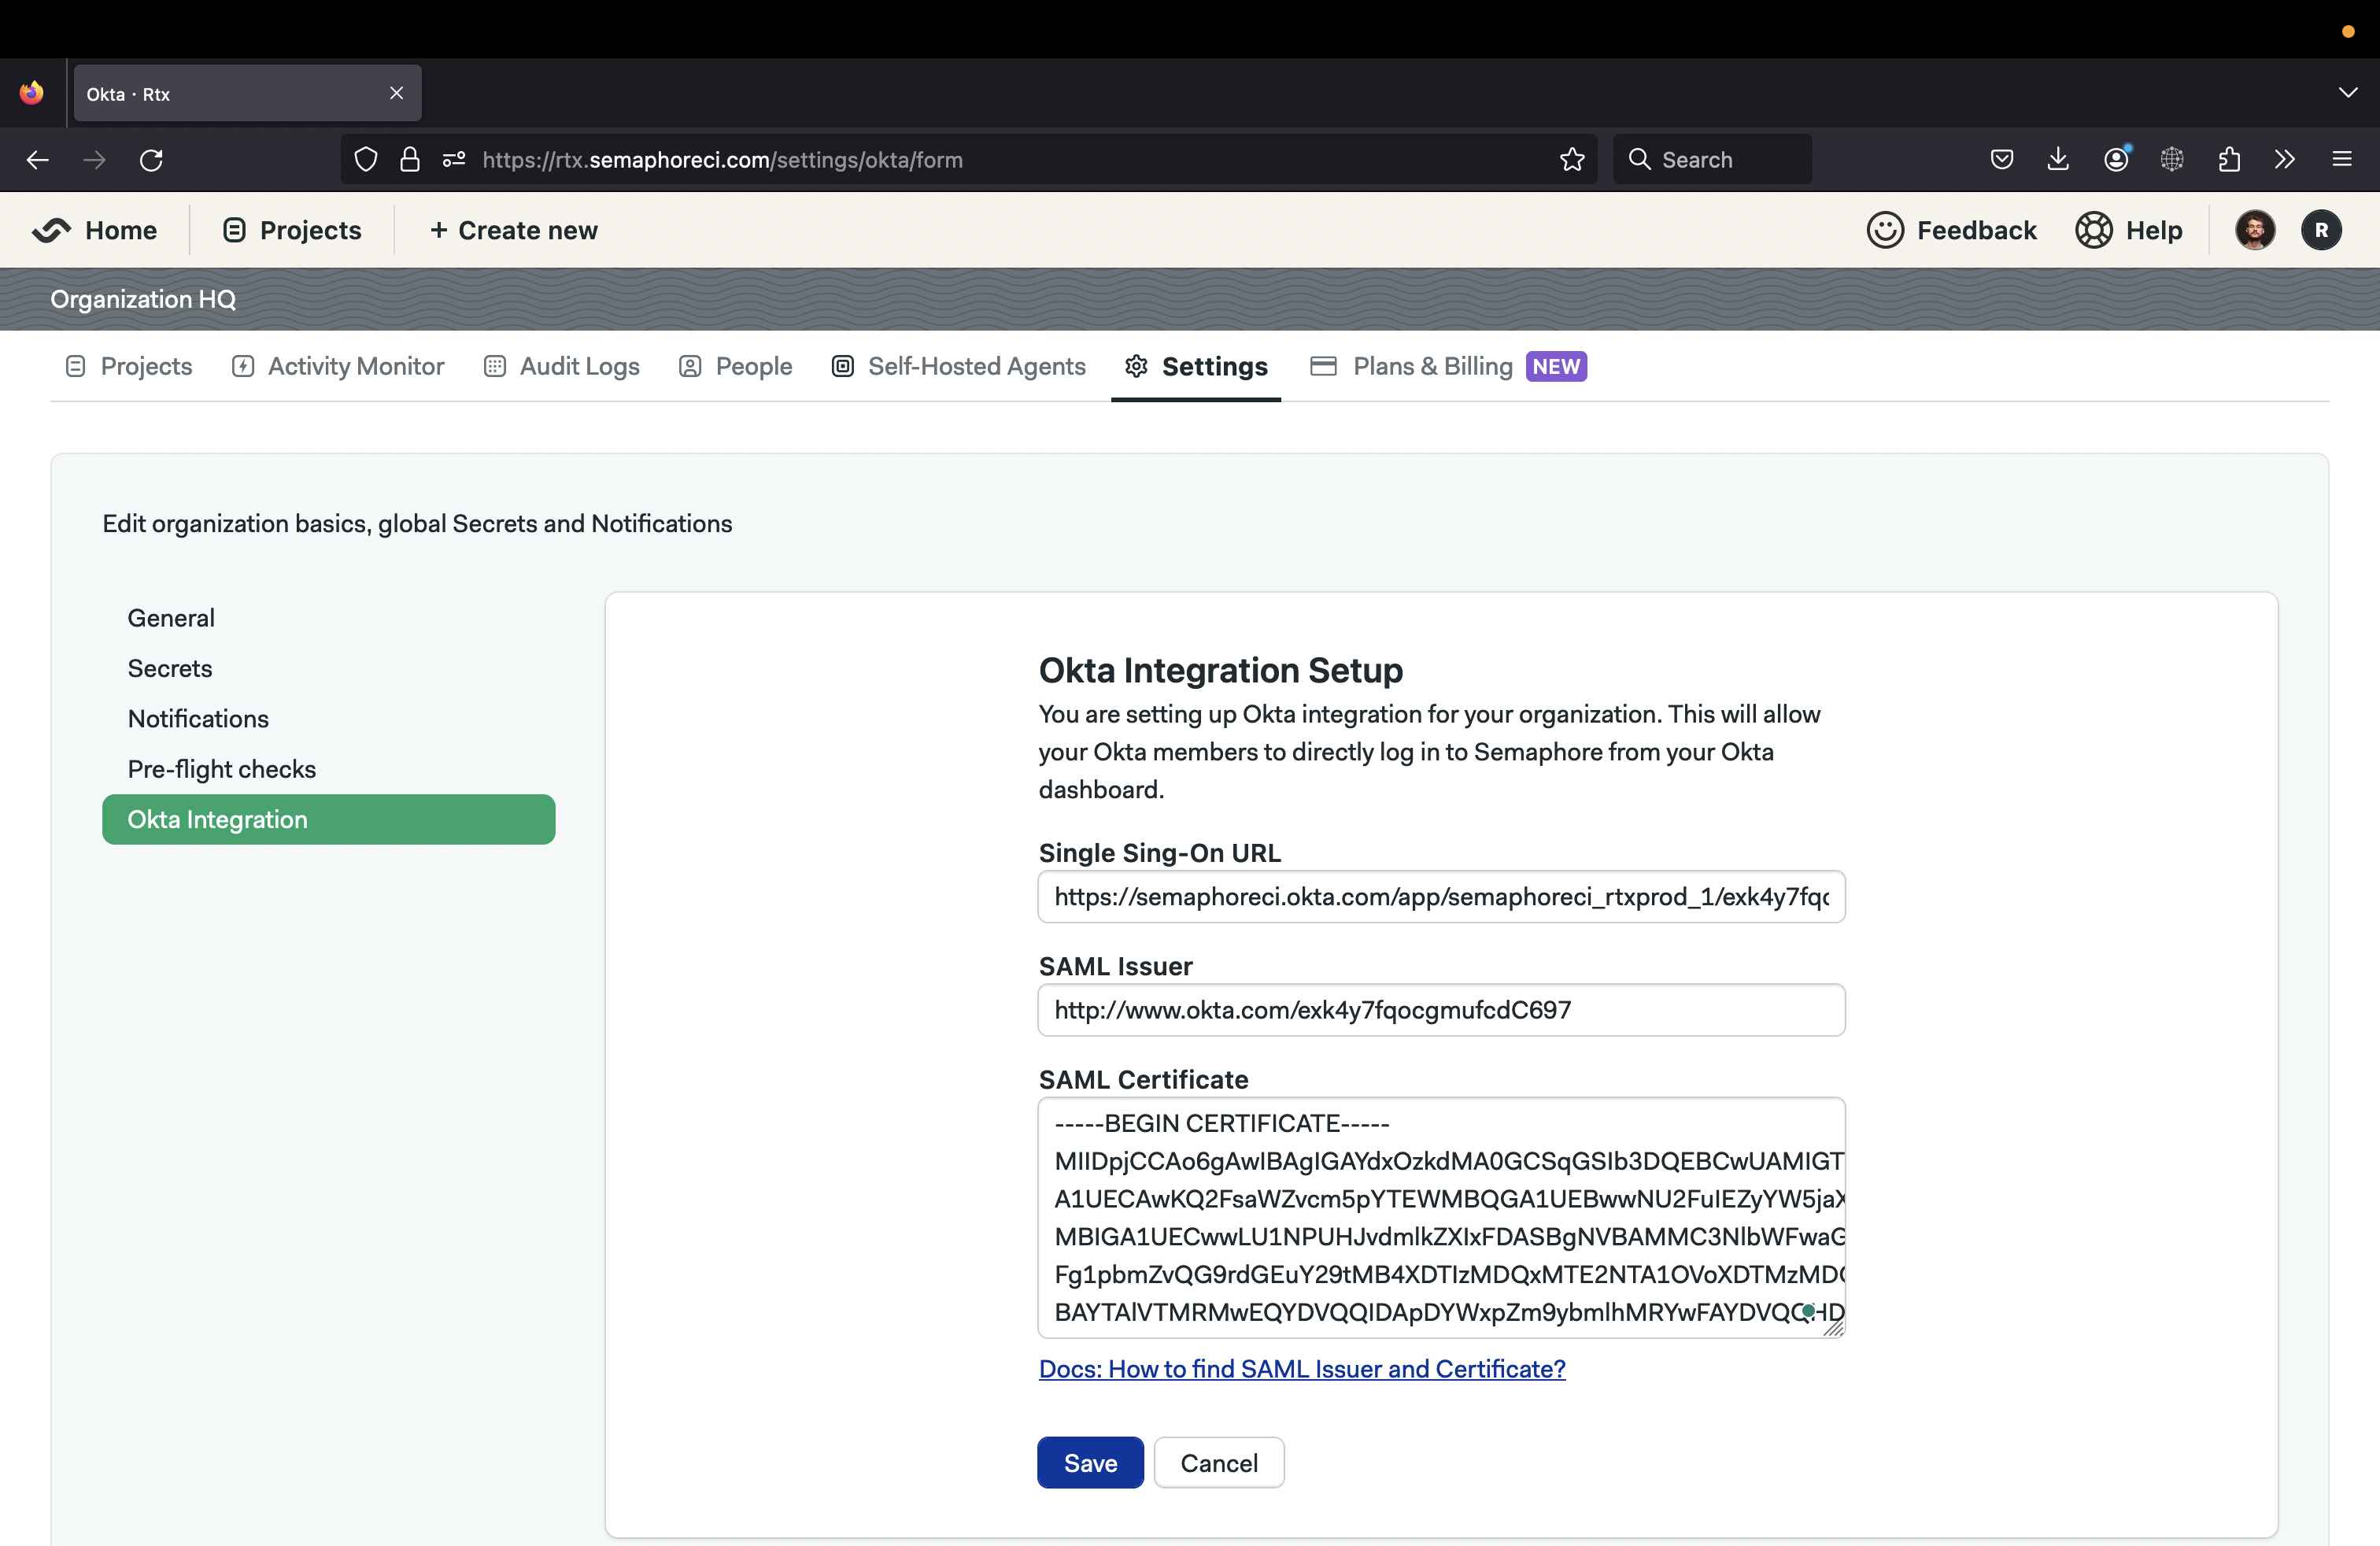 Okta · Rtx
https://rtx.semaphoreci.com/settings/okta/form
Search
Home
Projects
+ Create new
Feedback
Help
R
Organization HQ
Projects
Activity Monitor
Audit Logs
People
Self-Hosted Agents
Settings
Plans & Billing NEW
Edit organization basics, global Secrets and Notifications
General
Secrets
Notifications
Pre-flight checks
Okta Integration
Okta Integration Setup
You are setting up Okta integration for your organization. This will allow
your Okta members to directly log in to Semaphore from your Okta
dashboard.
Single Sing-On URL
https://semaphoreci.okta.com/app/semaphoreci_rtxprod_1/exk4y7fqo
SAML Issuer
http://www.okta.com/exk4y7fqocgmufcdC697
SAML Certificate
-----BEGIN CERTIFICATE-----
MIIDpjCCAo6gAwIBAgIGAYdxOzkdMA0GCSqGSIb3DQEBCwUAMIGT
A1UECAwKQ2FsaWZvcm5pYTEWMBQGA1UEBwwNU2FuIEZyYW5jaX
MBIGA1UECwwLU1NPUHJvdmlkZXIxFDASBgNVBAMMC3NlbWFwaG
Fg1pbmZvQG9rdGEuY29tMB4XDTIzMDQxMTE2NTA1OVoXDTMzMDQ
BAYTAlVTMRMwEQYDVQQIDApDYWxpZm9ybmlhMRYwFAYDVQQHD
Docs: How to find SAML Issuer and Certificate?
Save
Cancel